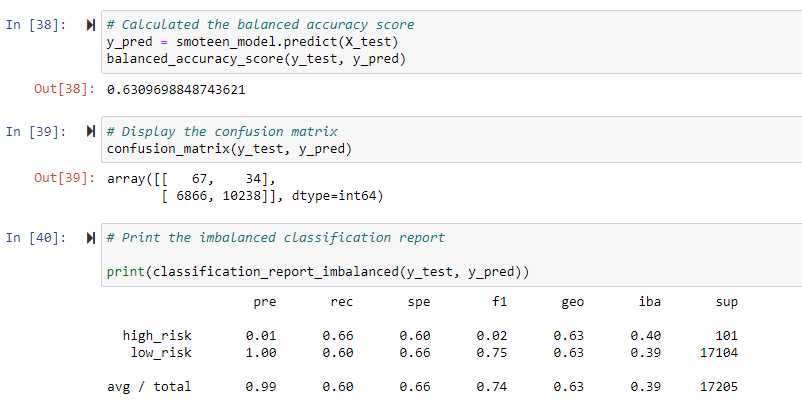 In [38]: # Calculated the balanced accuracy score
y_pred = smoteen_model.predict(X_test)
balanced_accuracy_score(y_test, y_pred)
Out[38]: 0.6309698848743621
In [39]: # Display the confusion matrix
confusion_matrix(y_test, y_pred)
Out[39]: array([[   67,    34],
       [ 6866, 10238]], dtype=int64)
In [40]: # Print the imbalanced classification report
print(classification_report_imbalanced(y_test, y_pred))
pre rec spe f1 geo iba sup
high_risk 0.01 0.66 0.60 0.02 0.63 0.40 101
low_risk 1.00 0.60 0.66 0.75 0.63 0.39 17104
avg / total 0.99 0.60 0.66 0.74 0.63 0.39 17205